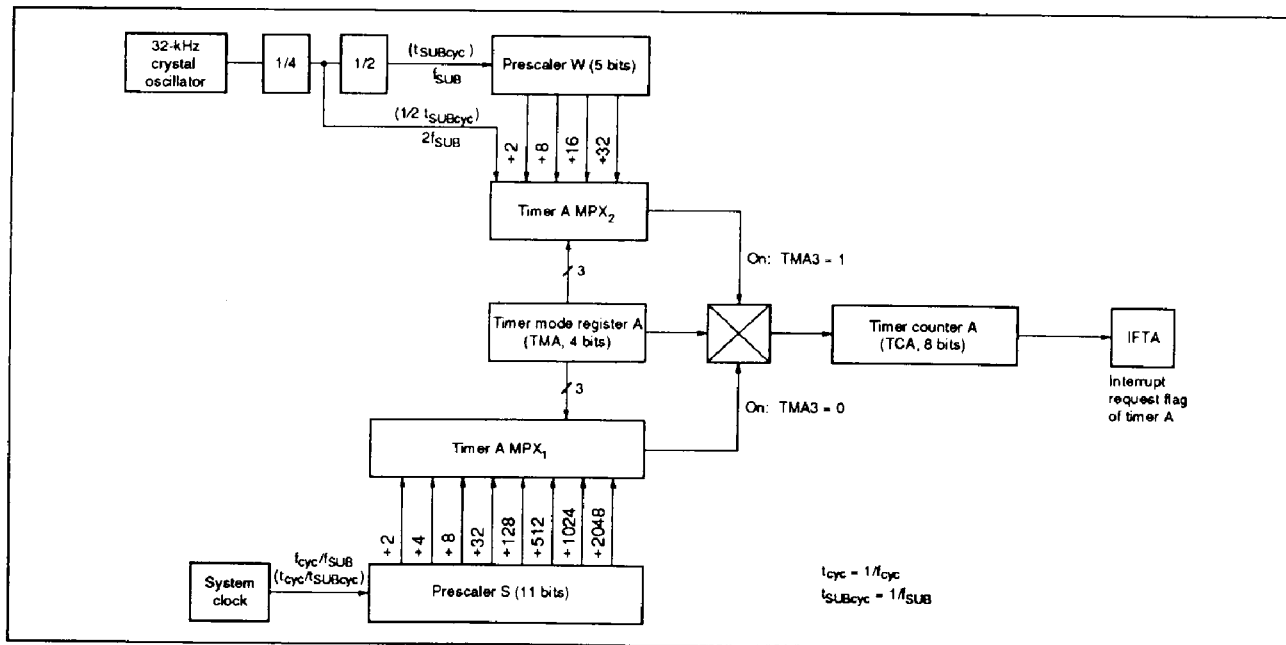 32-kHz
crystal
oscillator
1/4
1/2
(tSUBcyc)
fSUB
Prescaler W (5 bits)
(1/2 tSUBcyc)
2fSUB
÷2
÷8
÷16
÷32
Timer A MPX2
3
On: TMA3 = 1
Timer mode register A
(TMA, 4 bits)
Timer counter A
(TCA, 8 bits)
IFTA
Interrupt
request flag
of timer A
3
On: TMA3 = 0
Timer A MPX1
÷2
÷4
÷8
÷32
÷128
÷512
÷1024
÷2048
System
clock
fcyc/fSUB
(tcyc/tSUBcyc)
Prescaler S (11 bits)
tcyc = 1/fcyc
tSUBcyc = 1/fSUB